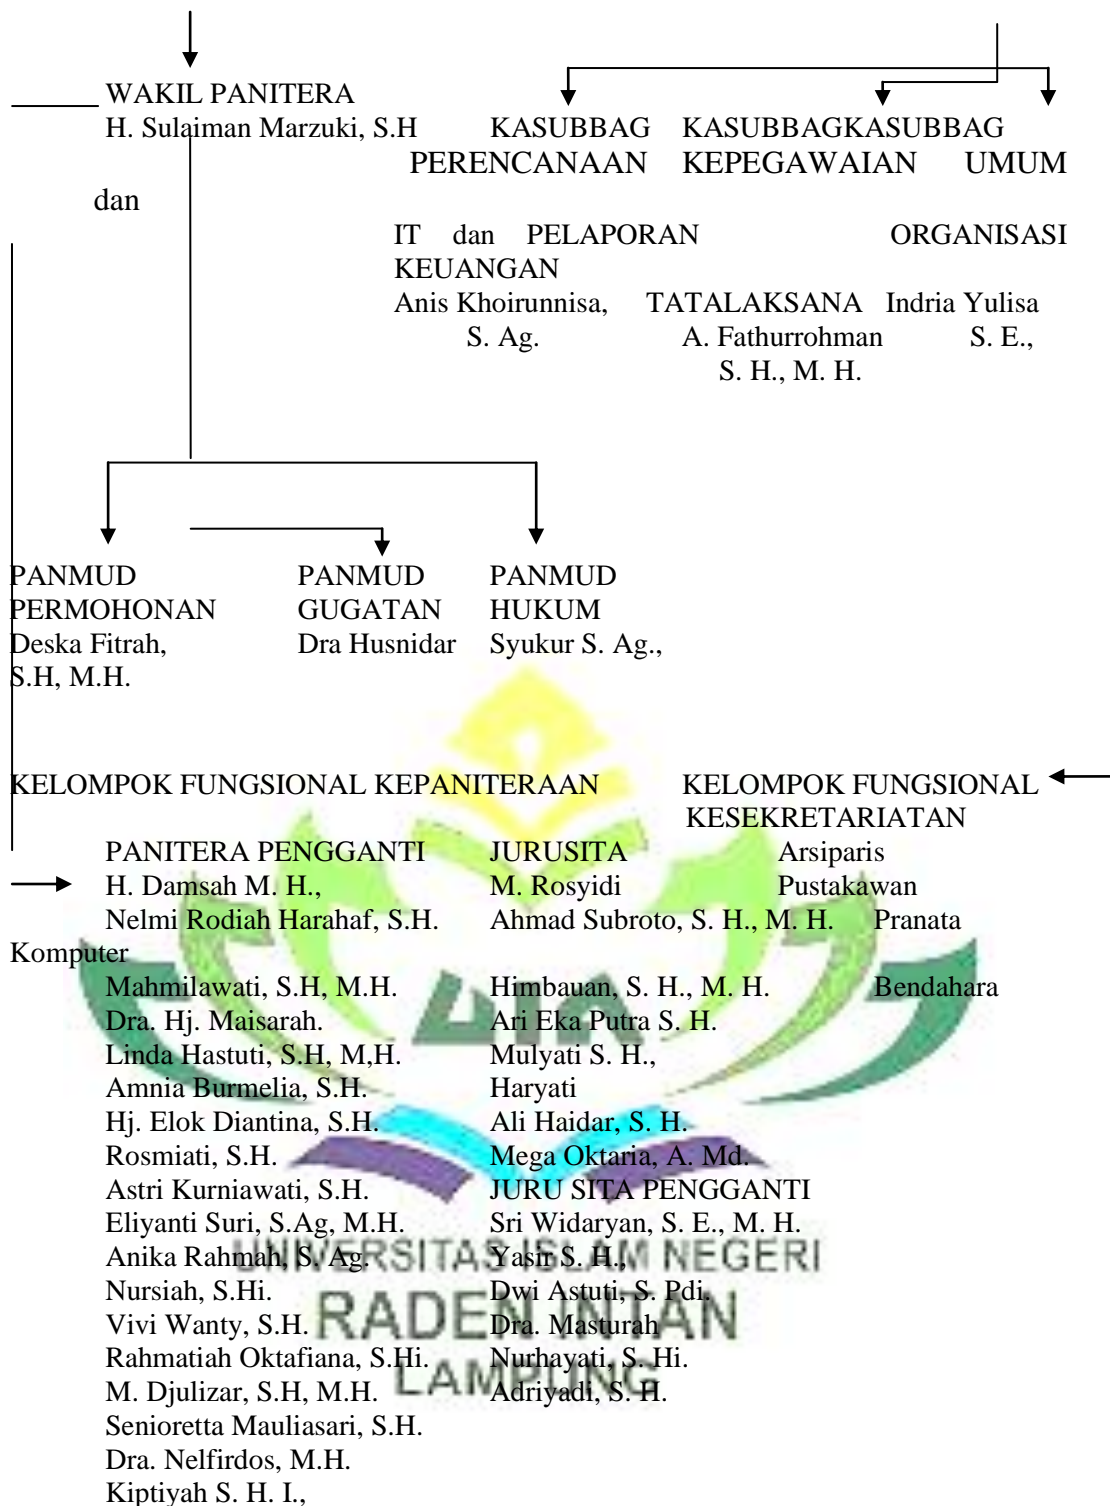 WAKIL PANITERA
H. Sulaiman Marzuki, S.H KASUBBAG KASUBBAGKASUBBAG
PERENCANAAN KEPEGAWAIAN UMUM
dan
IT dan PELAPORAN ORGANISASI
KEUANGAN
Anis Khoirunnisa, TATALAKSANA Indria Yulisa
S. Ag. A. Fathurrohman S. E.,
S. H., M. H.
PANMUD PANMUD PANMUD
PERMOHONAN GUGATAN HUKUM
Deska Fitrah, Dra Husnidar Syukur S. Ag.,
S.H, M.H.
KELOMPOK FUNGSIONAL KEPANITERAAN KELOMPOK FUNGSIONAL
KESEKRETARIATAN
PANITERA PENGGANTI JURUSITA Arsiparis
H. Damsah M. H., M. Rosyidi Pustakawan
Nelmi Rodiah Harahaf, S.H. Ahmad Subroto, S. H., M. H. Pranata
Komputer
Mahmilawati, S.H, M.H. Himbauan, S. H., M. H. Bendahara
Dra. Hj. Maisarah. Ari Eka Putra S. H.
Linda Hastuti, S.H, M,H. Mulyati S. H.,
Amnia Burmelia, S.H. Haryati
Hj. Elok Diantina, S.H. Ali Haidar, S. H.
Rosmiati, S.H. Mega Oktaria, A. Md.
Astri Kurniawati, S.H. JURU SITA PENGGANTI
Eliyanti Suri, S.Ag, M.H. Sri Widaryan, S. E., M. H.
Anika Rahmah, S. Ag. Yasir S. H.,
UNIVERSITAS ISLAM NEGERI
Nursiah, S.Hi. Dwi Astuti, S. Pdi.
Vivi Wanty, S.H. Dra. Masturah
RADEN INTAN
Rahmatiah Oktafiana, S.Hi. Nurhayati, S. Hi.
M. Djulizar, S.H, M.H. Adriyadi, S. H.
LAMPUNG
Senioretta Mauliasari, S.H.
Dra. Nelfirdos, M.H.
Kiptiyah S. H. I.,